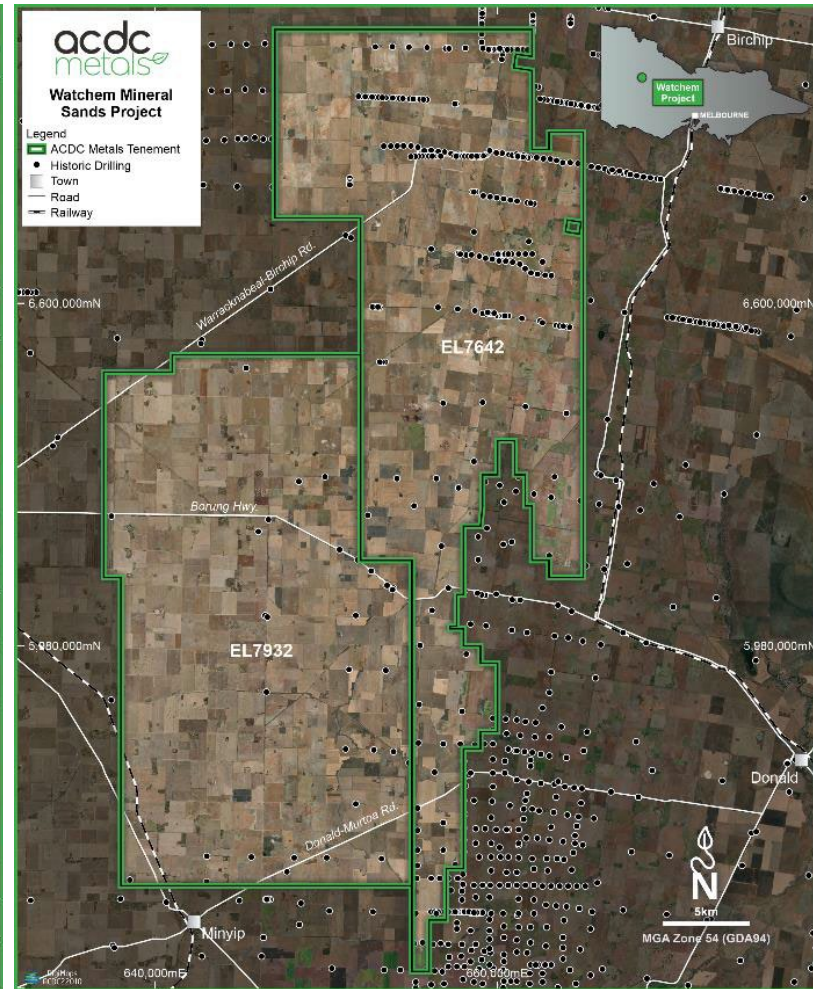 acdc
metals
Watchem Mineral
Sands Project
Legend
ACDC Metals Tenement
Historic Drilling
Town
Road
Railway
Birchip
Watchem
Project
MELBOURNE
Warracknabeal-Birchip Rd.
6,600,000mN
6,600,000mN
EL7642
Borung Hwy.
5,980,000mN
5,980,000mN
EL7932
Donald
Donald-Murtoa Rd.
N
5km
MGA Zone 54 (GDA94)
Minyip
640,000mE
660,000mE